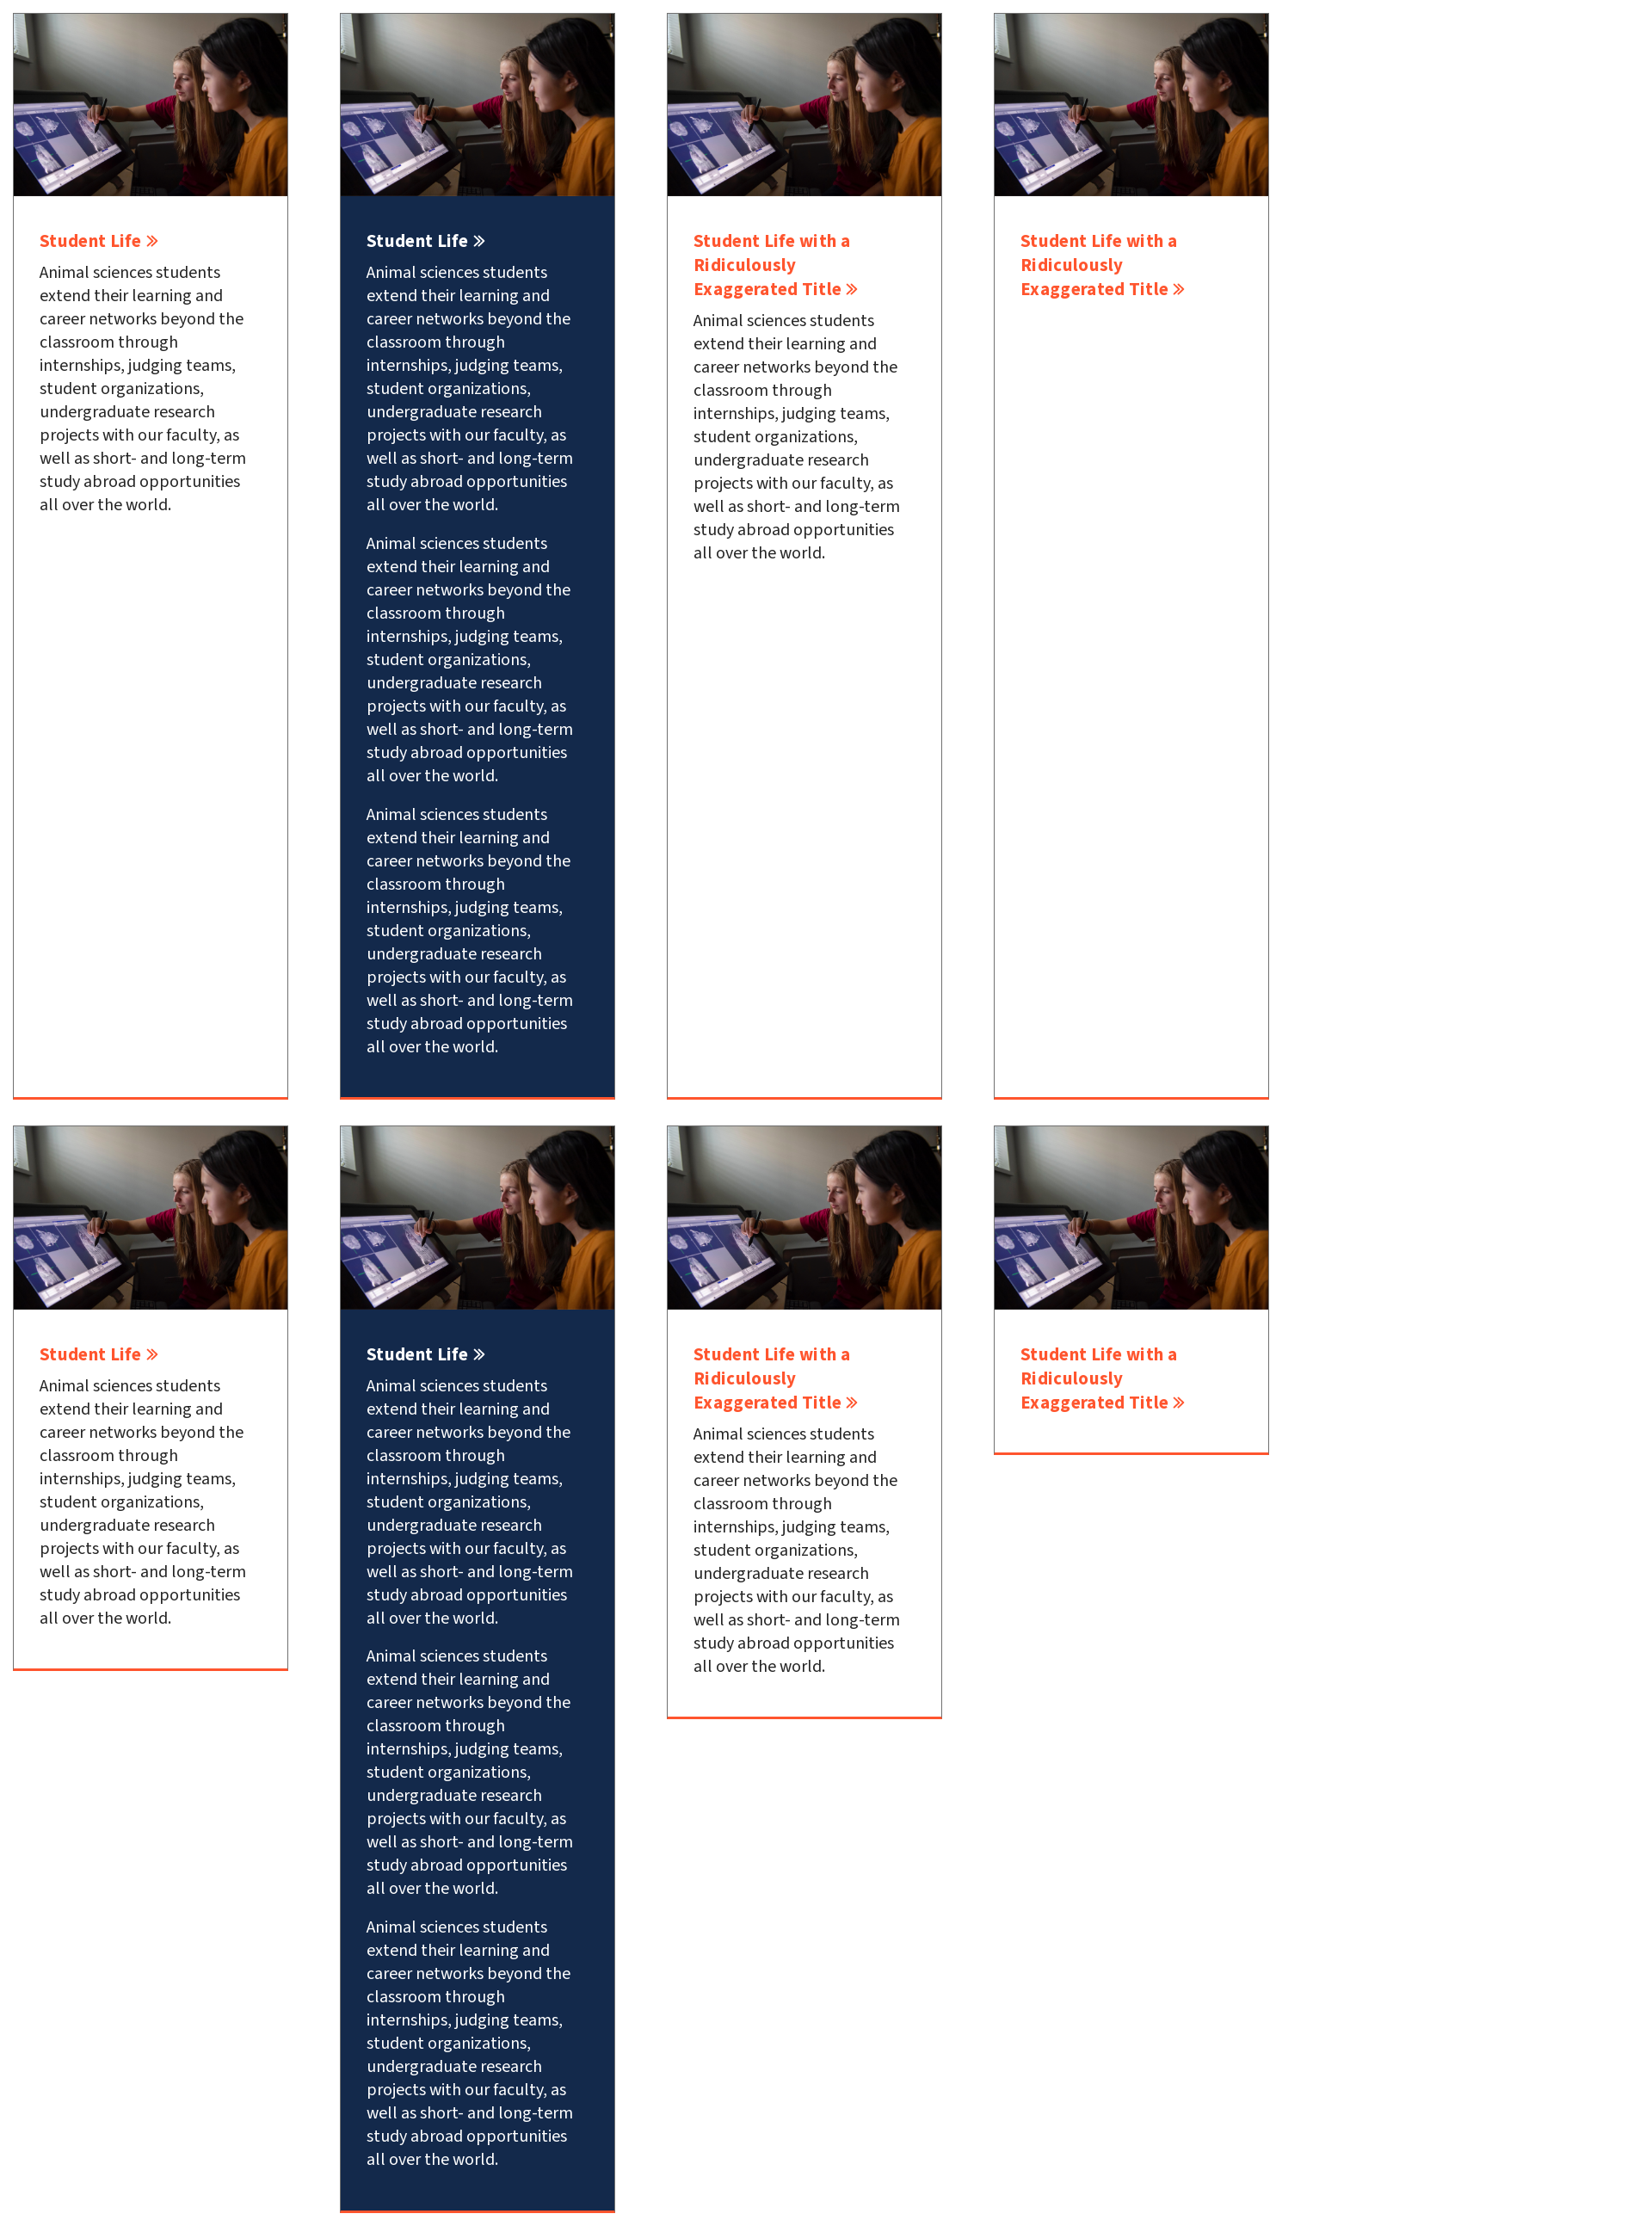 Student Life »
Animal sciences students
extend their learning and
career networks beyond the
classroom through
internships, judging teams,
student organizations,
undergraduate research
projects with our faculty, as
well as short- and long-term
study abroad opportunities
all over the world.
Student Life »
Animal sciences students
extend their learning and
career networks beyond the
classroom through
internships, judging teams,
student organizations,
undergraduate research
projects with our faculty, as
well as short- and long-term
study abroad opportunities
all over the world.
Animal sciences students
extend their learning and
career networks beyond the
classroom through
internships, judging teams,
student organizations,
undergraduate research
projects with our faculty, as
well as short- and long-term
study abroad opportunities
all over the world.
Animal sciences students
extend their learning and
career networks beyond the
classroom through
internships, judging teams,
student organizations,
undergraduate research
projects with our faculty, as
well as short- and long-term
study abroad opportunities
all over the world.
Student Life with a
Ridiculously
Exaggerated Title »
Animal sciences students
extend their learning and
career networks beyond the
classroom through
internships, judging teams,
student organizations,
undergraduate research
projects with our faculty, as
well as short- and long-term
study abroad opportunities
all over the world.
Student Life with a
Ridiculously
Exaggerated Title »
Student Life »
Animal sciences students
extend their learning and
career networks beyond the
classroom through
internships, judging teams,
student organizations,
undergraduate research
projects with our faculty, as
well as short- and long-term
study abroad opportunities
all over the world.
Student Life »
Animal sciences students
extend their learning and
career networks beyond the
classroom through
internships, judging teams,
student organizations,
undergraduate research
projects with our faculty, as
well as short- and long-term
study abroad opportunities
all over the world.
Animal sciences students
extend their learning and
career networks beyond the
classroom through
internships, judging teams,
student organizations,
undergraduate research
projects with our faculty, as
well as short- and long-term
study abroad opportunities
all over the world.
Animal sciences students
extend their learning and
career networks beyond the
classroom through
internships, judging teams,
student organizations,
undergraduate research
projects with our faculty, as
well as short- and long-term
study abroad opportunities
all over the world.
Student Life with a
Ridiculously
Exaggerated Title »
Animal sciences students
extend their learning and
career networks beyond the
classroom through
internships, judging teams,
student organizations,
undergraduate research
projects with our faculty, as
well as short- and long-term
study abroad opportunities
all over the world.
Student Life with a
Ridiculously
Exaggerated Title »